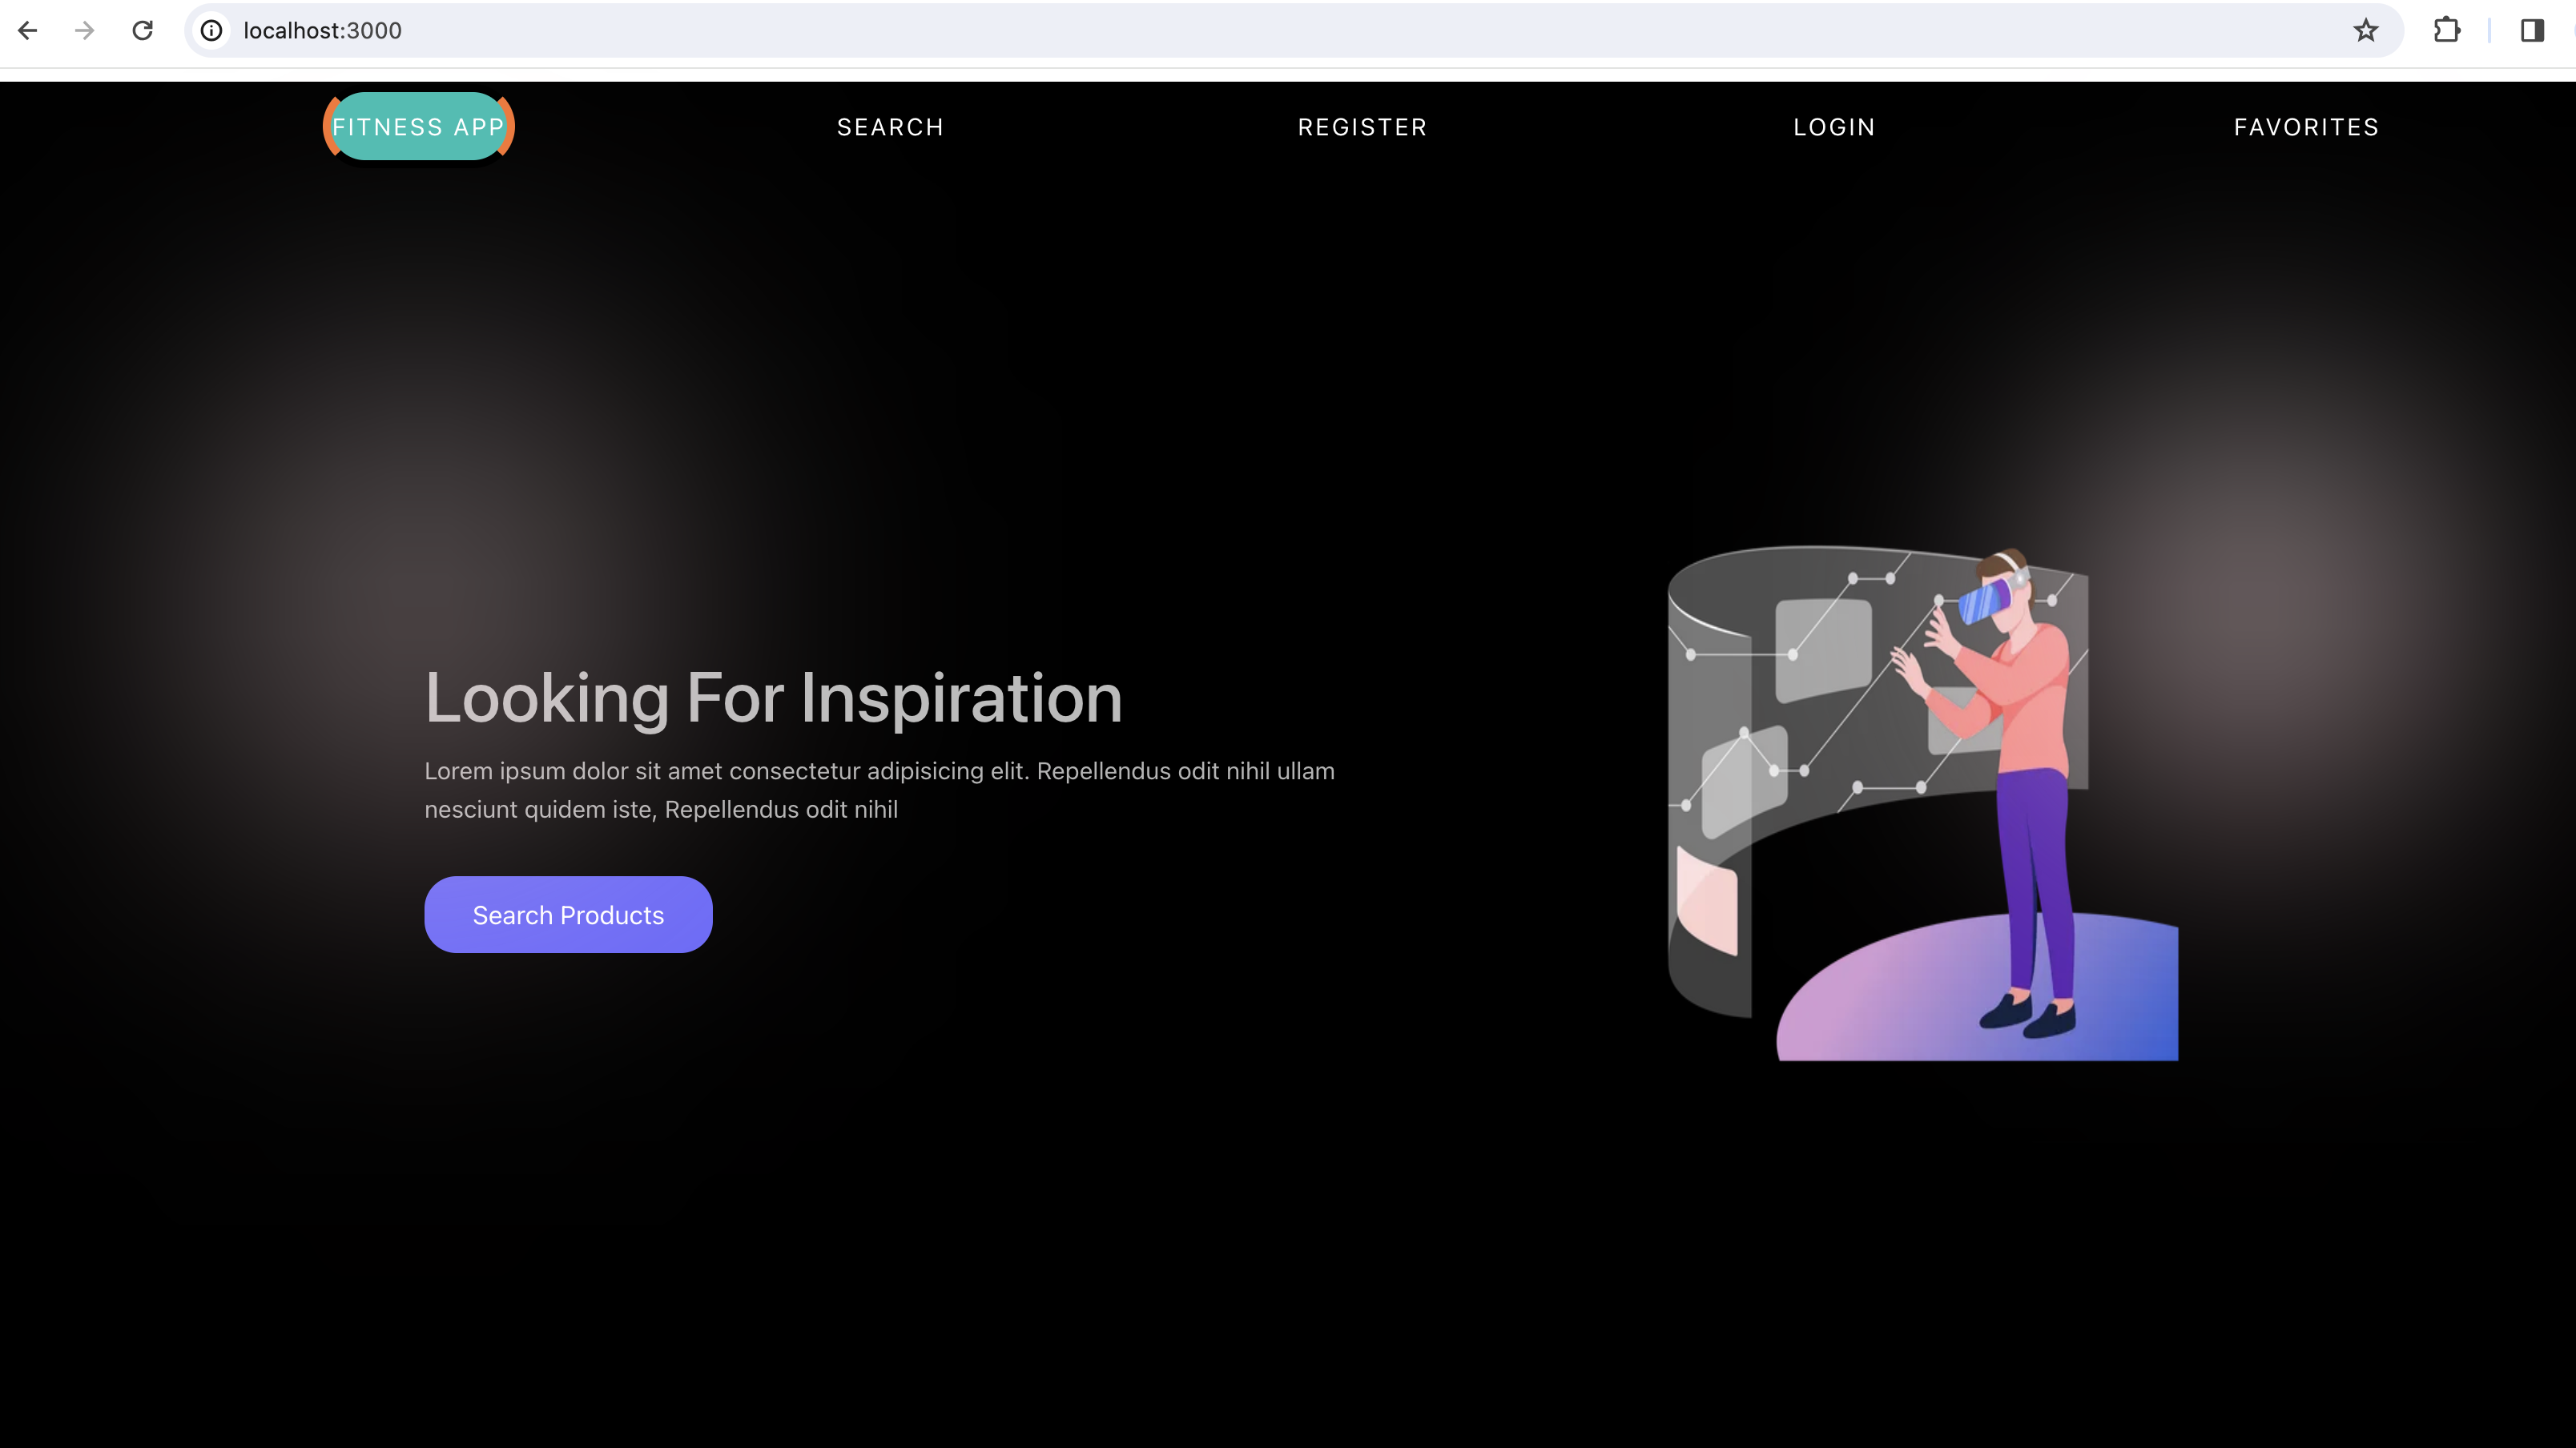 localhost:3000
FITNESS APP
SEARCH
REGISTER
LOGIN
FAVORITES
Looking For Inspiration
Lorem ipsum dolor sit amet consectetur adipisicing elit. Repellendus odit nihil ullam
nesciunt quidem iste, Repellendus odit nihil
Search Products